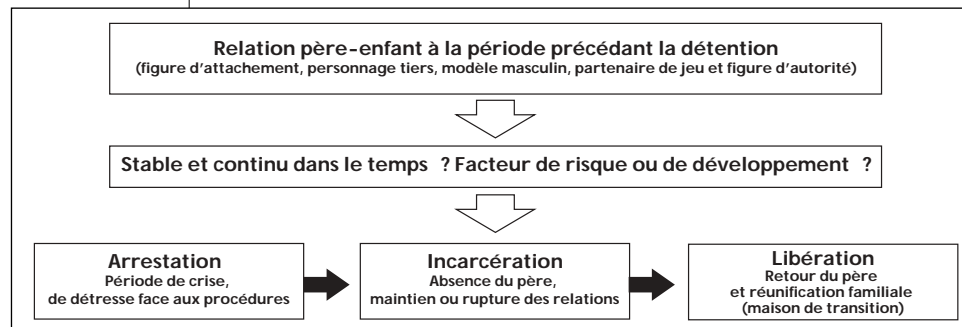 Relation père-enfant à la période précédant la détention
(figure d'attachement, personnage tiers, modèle masculin, partenaire de jeu et figure d'autorité)
Stable et continu dans le temps ? Facteur de risque ou de développement ?
Arrestation
Période de crise,
de détresse face aux procédures
Incarcération
Absence du père,
maintien ou rupture des relations
Libération
Retour du père
et réunification familiale
(maison de transition)